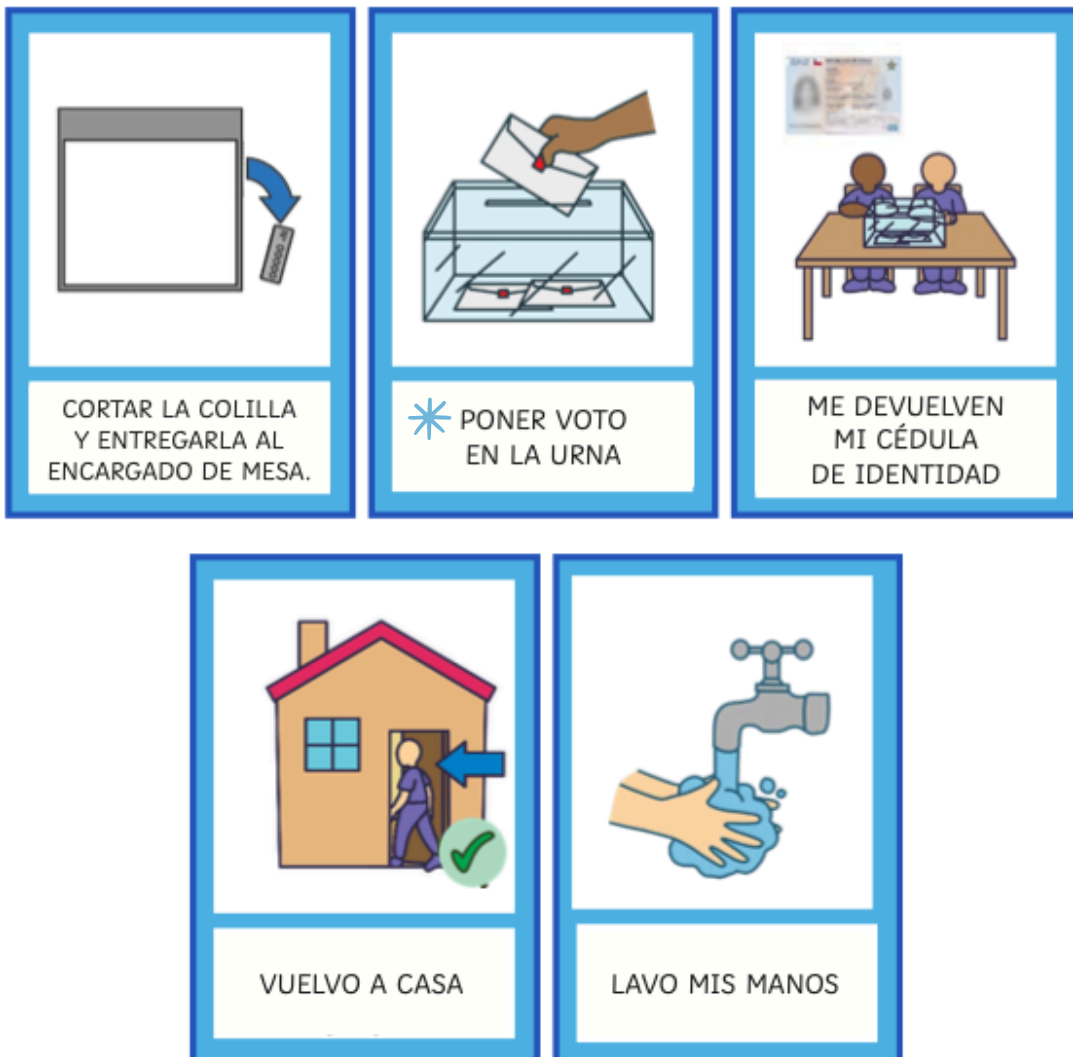 CORTAR LA COLILLA
Y ENTREGARLA AL
ENCARGADO DE MESA.
PONER VOTO
EN LA URNA
ME DEVUELVEN
MI CÉDULA
DE IDENTIDAD
VUELVO A CASA
LAVO MIS MANOS